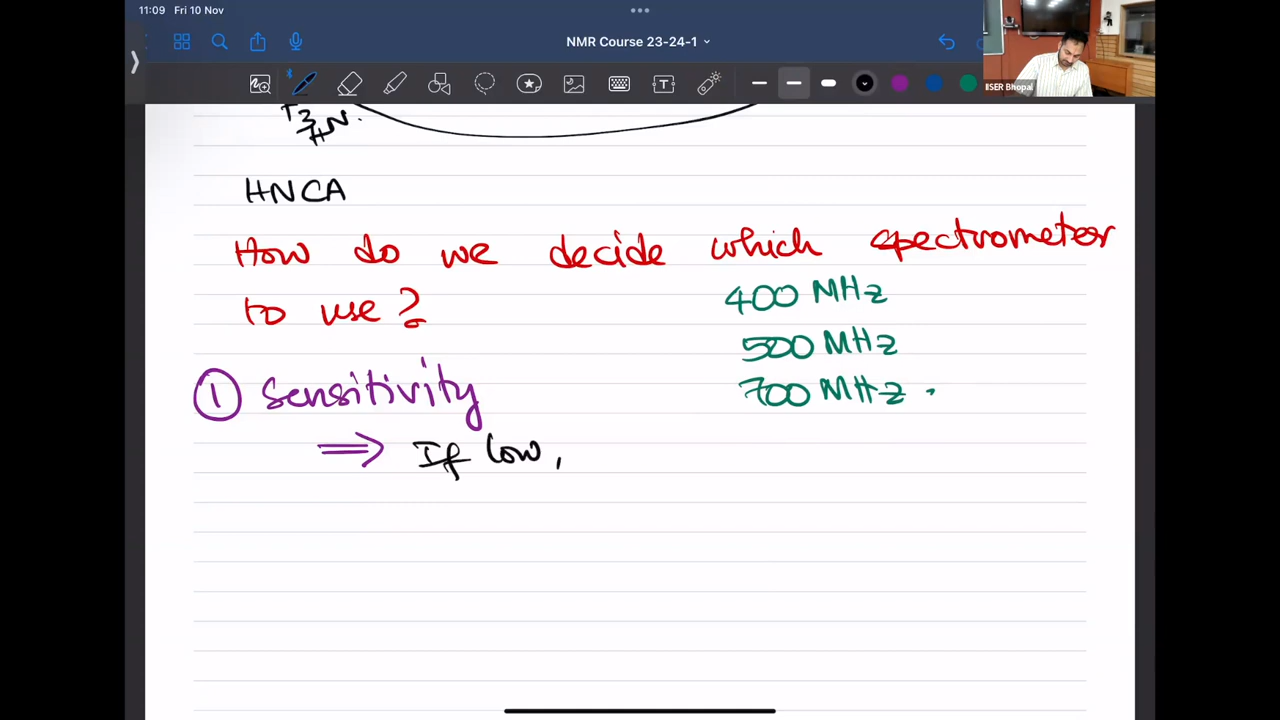 11:09 Fri 10 Nov
NMR Course 23-24-1
IISER Bhopal
HN.
HNCA
How do we decide which spectrometer
to use?
400 MHz
500 MHz
700 MHz
① Sensitivity
⇒ If low,